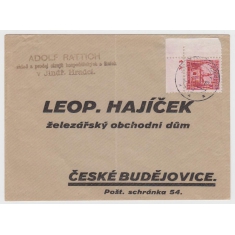 ADOLF RATTICH
v Jindř. Hradci.
LEOP. HAJÍČEK
železářský obchodní dům
ČESKÉ BUDĚJOVICE.
Pošt. schránka 54.